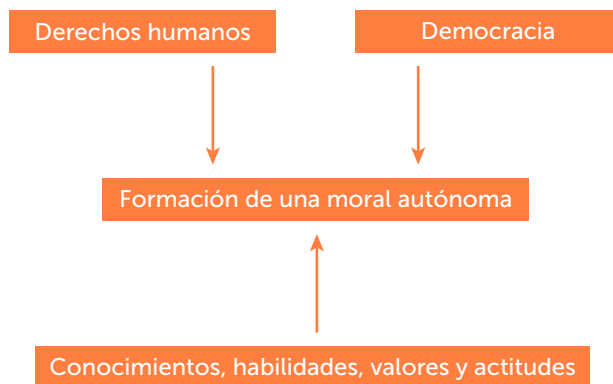 Derechos humanos
Democracia
Formación de una moral autónoma
Conocimientos, habilidades, valores y actitudes